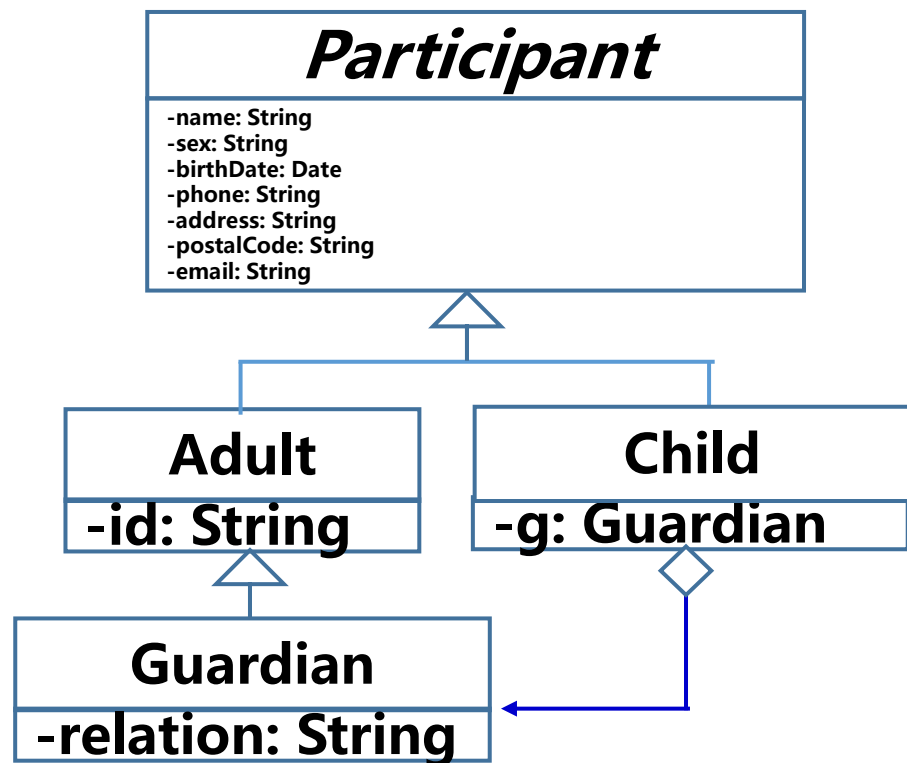 Participant
-name: String
-sex: String
-birthDate: Date
-phone: String
-address: String
-postalCode: String
-email: String
Adult
-id: String
Child
-g: Guardian
Guardian
-relation: String